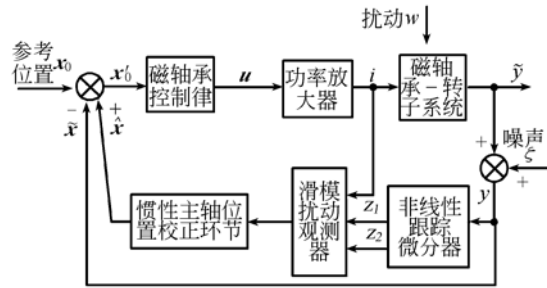 扰动w
参考
位置x₀
x₀′
磁轴承
控制律
u
功率放
大器
i
磁轴
承-转
子系统
ỹ
−
x̃
+
x̂
+
噪声
ξ
+
y
惯性主轴位
置校正环节
滑模
扰动
观测
器
z₁
z₂
非线性
跟踪
微分器